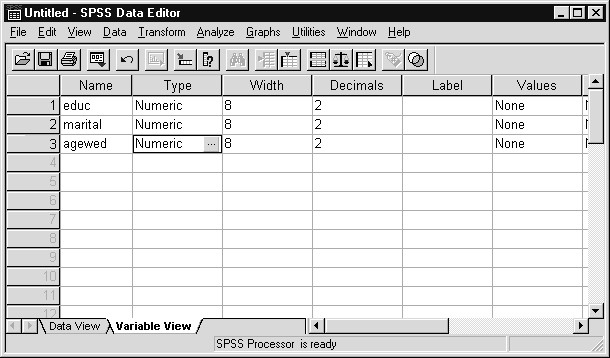 Untitled - SPSS Data Editor
File Edit View Data Transform Analyze Graphs Utilities Window Help
Name Type Width Decimals Label Values
1 educ Numeric 8 2 None
2 marital Numeric 8 2 None
3 agewed Numeric ... 8 2 None
4
5
6
7
8
9
10
11
12
Data View Variable View
SPSS Processor is ready